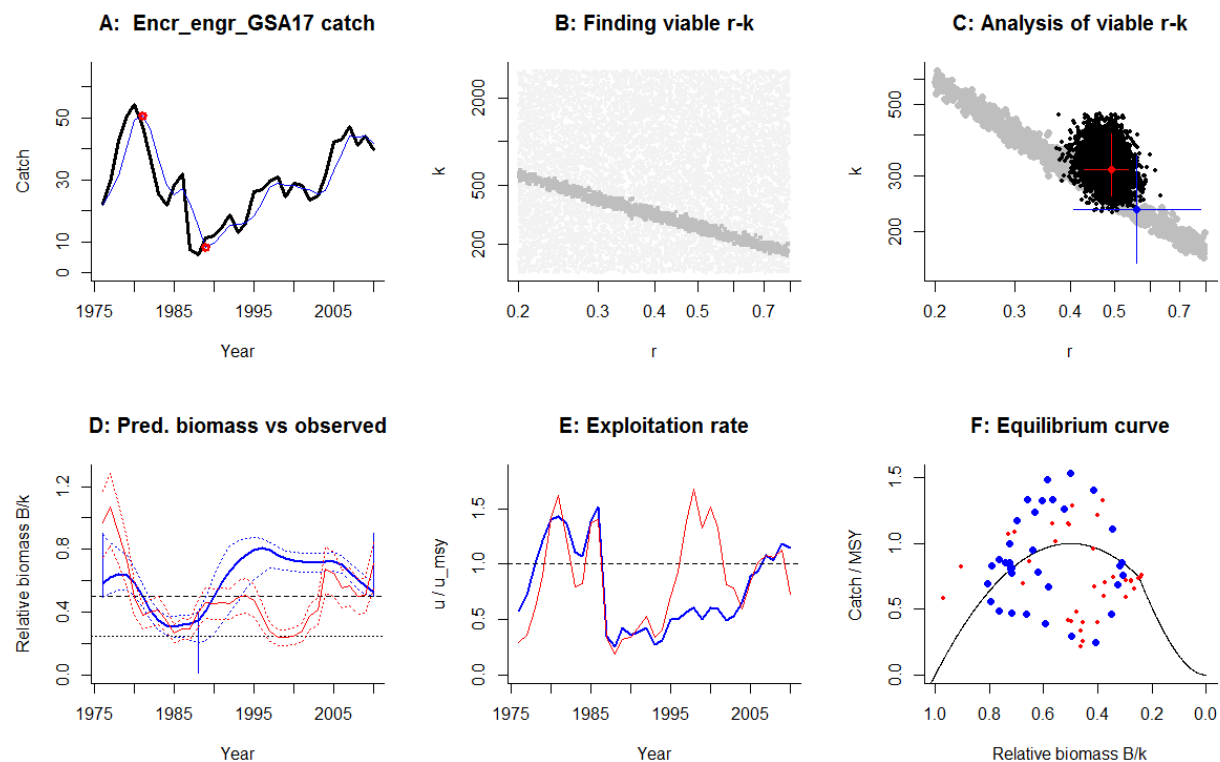 A: Encr_engr_GSA17 catch
B: Finding viable r-k
C: Analysis of viable r-k
Catch
0 10 30 50
1975 1985 1995 2005
Year
k
200 500 2000
0.2 0.3 0.4 0.5 0.7
r
k
200 300 500
0.2 0.3 0.4 0.5 0.7
r
D: Pred. biomass vs observed
E: Exploitation rate
F: Equilibrium curve
Relative biomass B/k
0.0 0.4 0.8 1.2
1975 1985 1995 2005
Year
u / u_msy
0.0 0.5 1.0 1.5
1975 1985 1995 2005
Year
Catch / MSY
0.0 0.5 1.0 1.5
1.0 0.8 0.6 0.4 0.2 0.0
Relative biomass B/k